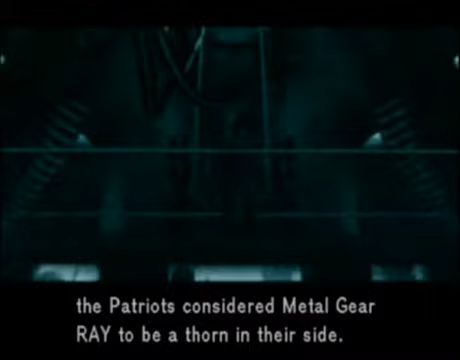 the Patriots considered Metal Gear
RAY to be a thorn in their side.